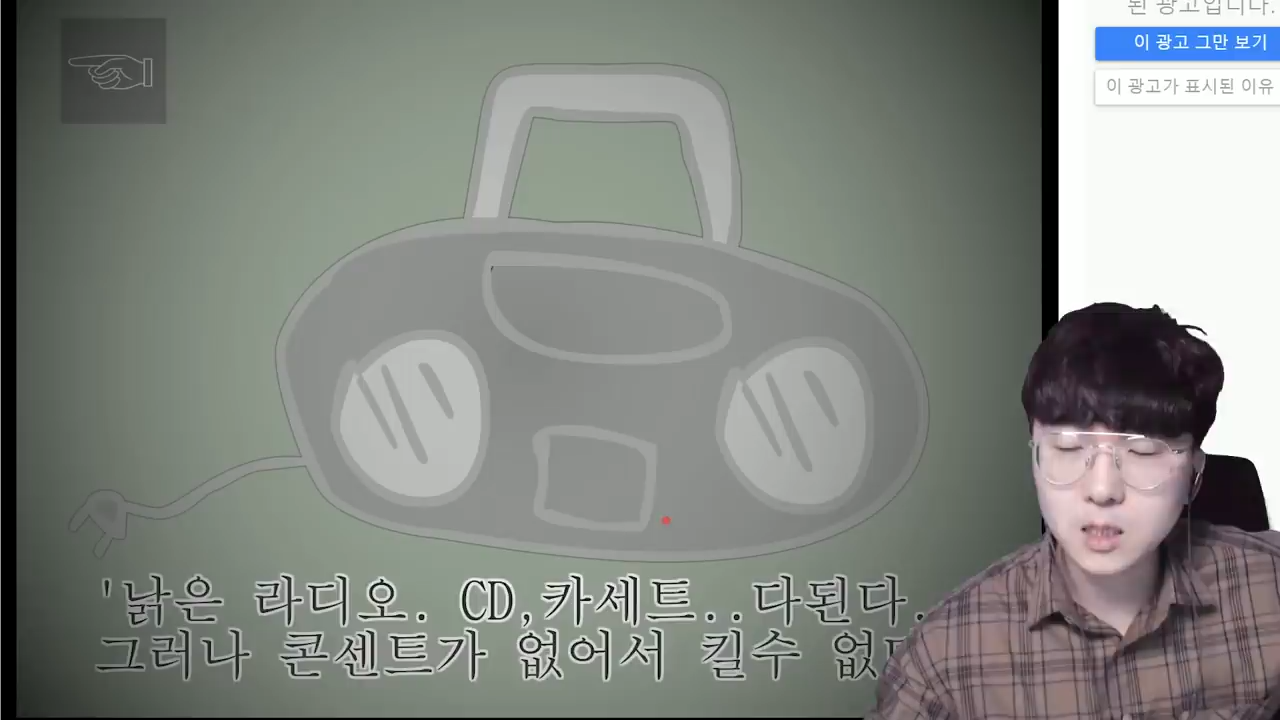 된 광고입니다.
이 광고 그만 보기
이 광고가 표시된 이유
'낡은 라디오. CD,카세트..다된다.
그러나 콘센트가 없어서 킬수